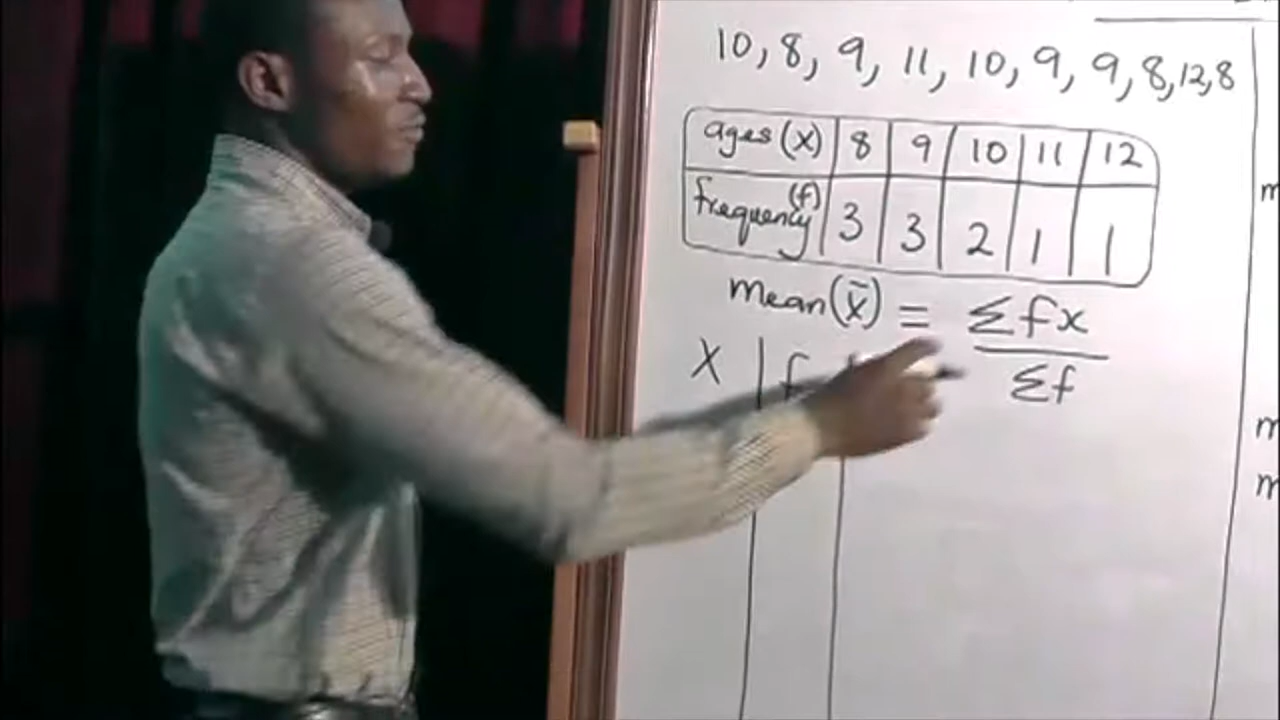 10, 8, 9, 11, 10, 9, 9, 8, 12, 8
ages (x) 8 9 10 11 12
frequency (f) 3 3 2 1 1
mean (x̄) = Σfx
Σf
x f
m
m
m